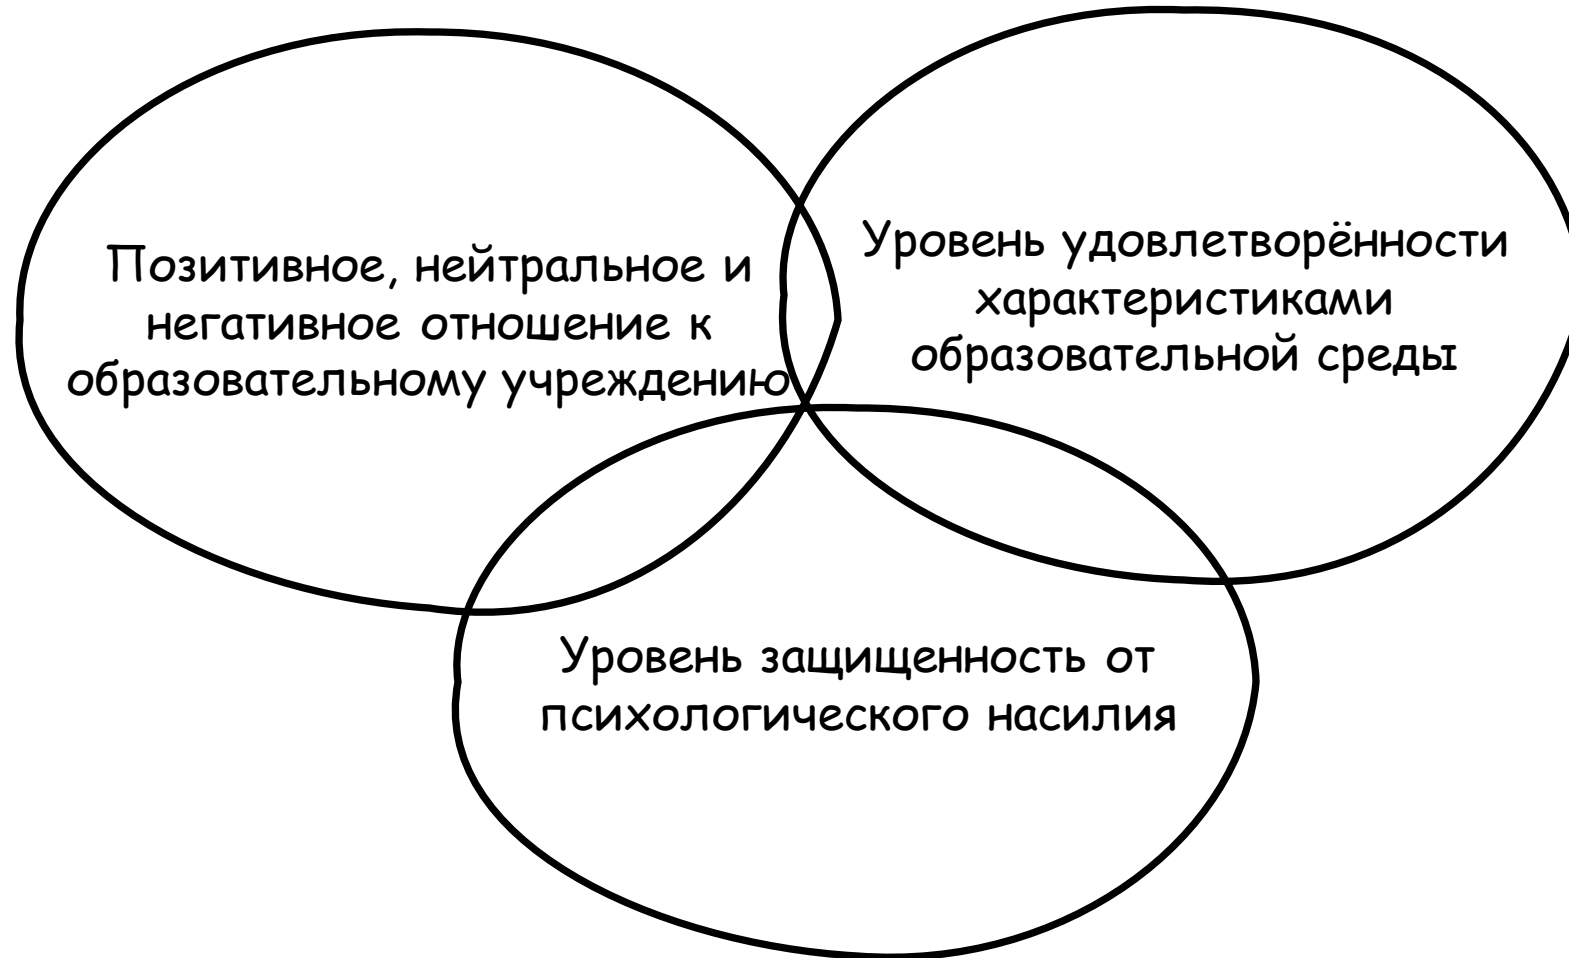 Позитивное, нейтральное и
негативное отношение к
образовательному учреждению
Уровень удовлетворённости
характеристиками
образовательной среды
Уровень защищенность от
психологического насилия